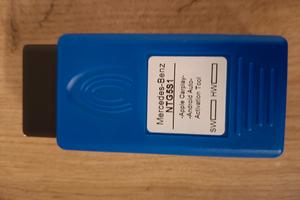 Mercedes-Benz
NTG5S1
-Apple Carplay-
-Android Auto-
Activation Tool
SW HW